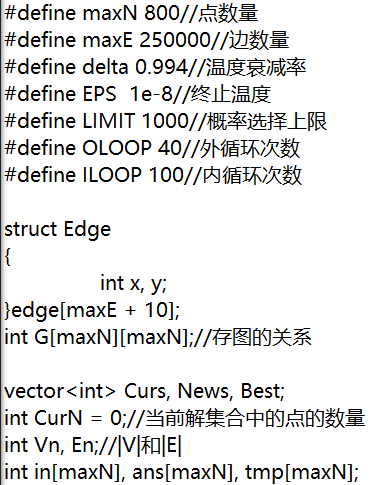 #define maxN 800//点数量
#define maxE 250000//边数量
#define delta 0.994//温度衰减率
#define EPS  1e-8//终止温度
#define LIMIT 1000//概率选择上限
#define OLOOP 40//外循环次数
#define ILOOP 100//内循环次数
struct Edge
{
int x, y;
}edge[maxE + 10];
int G[maxN][maxN];//存图的关系
vector<int> Curs, News, Best;
int CurN = 0;//当前解集合中的点的数量
int Vn, En;//|V|和|E|
int in[maxN], ans[maxN], tmp[maxN];